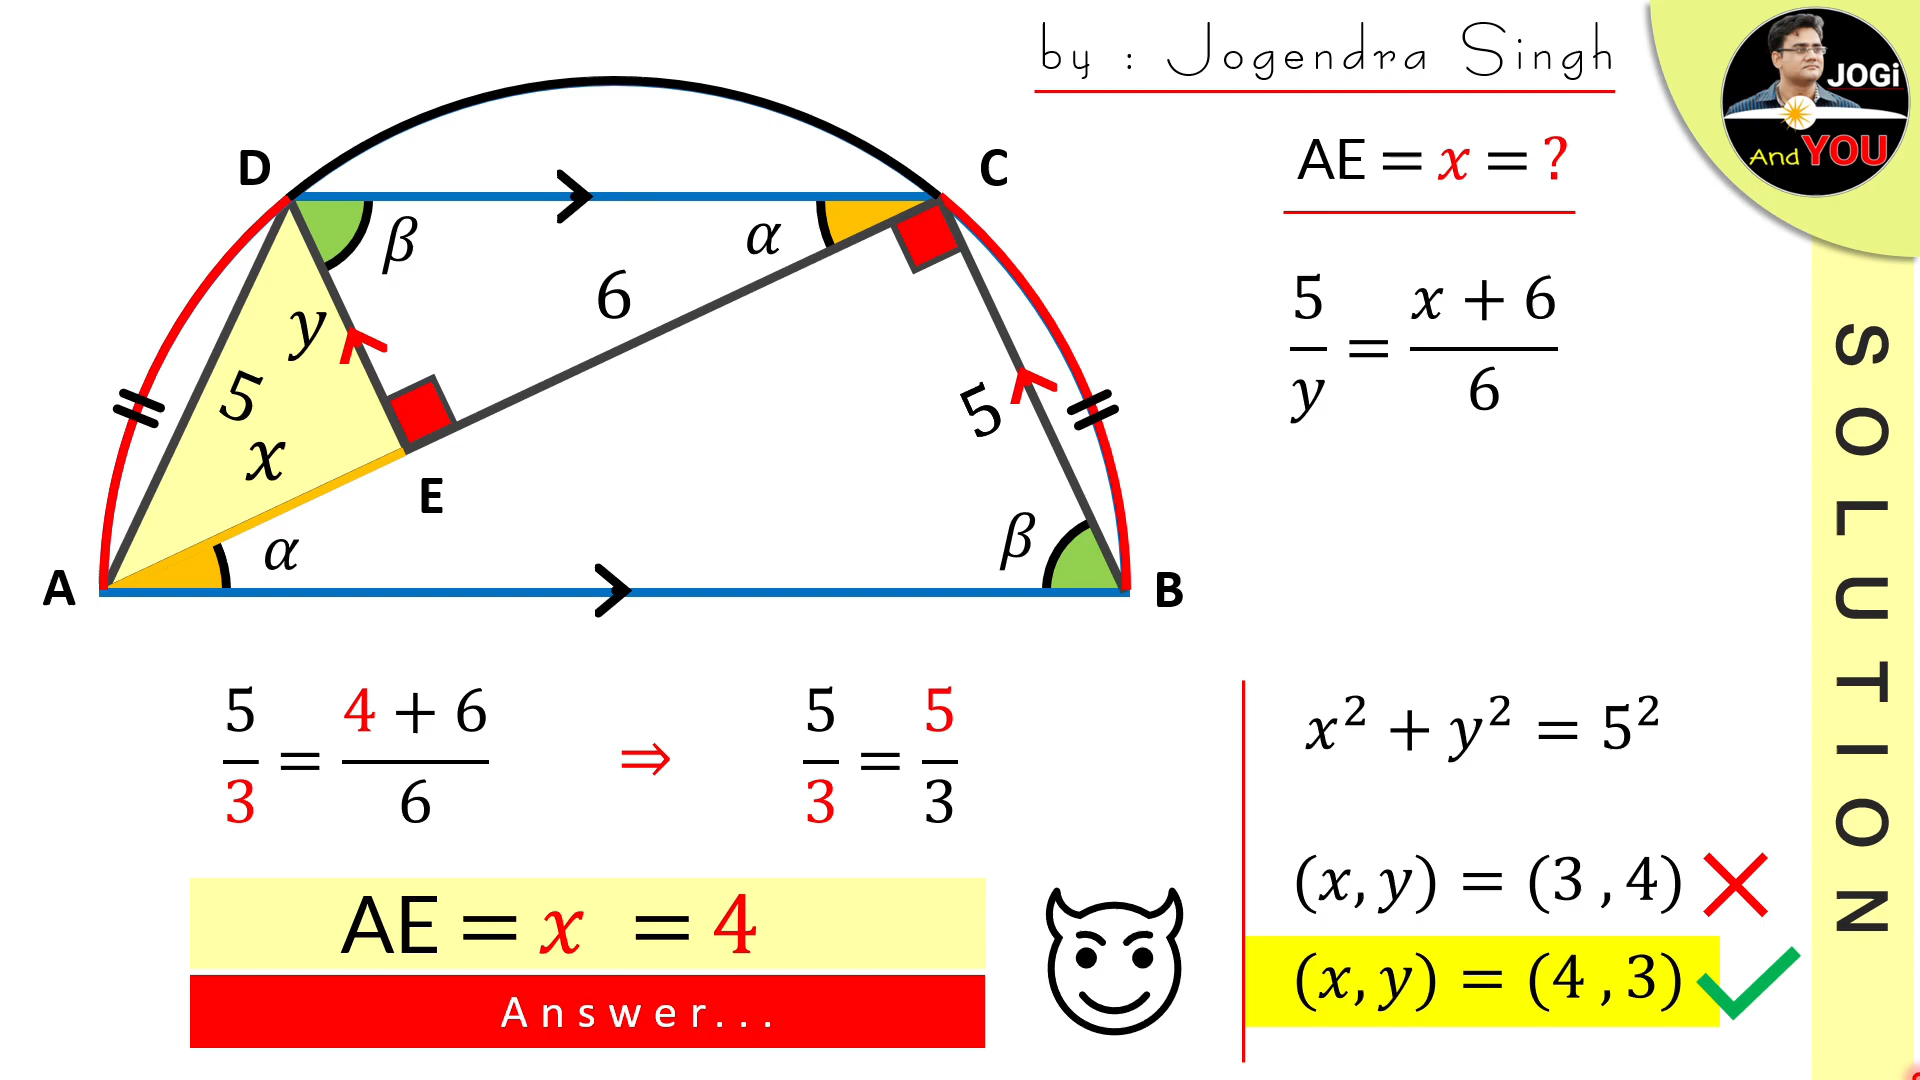 by : Jogendra Singh
JOGi
And YOU
AE = x = ?
D
C
β
α
6
y
5
x
5
E
α
β
A
B
5/y = (x + 6)/6
SOLUTION
5/3 = (4 + 6)/6 ⇒ 5/3 = 5/3
x² + y² = 5²
(x, y) = (3 , 4)
(x, y) = (4 , 3)
AE = x = 4
Answer...